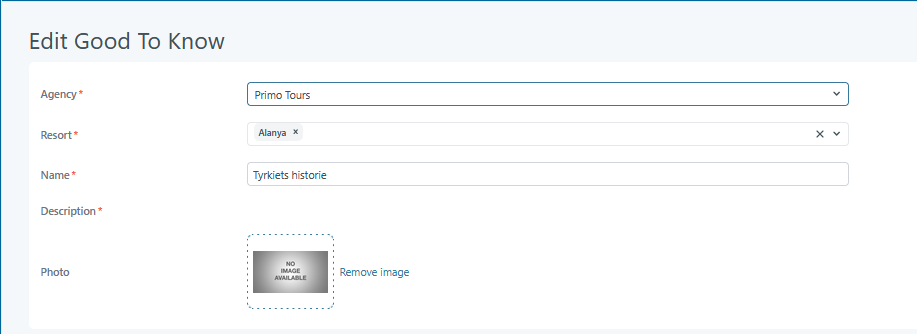 Edit Good To Know
Agency*
Primo Tours
Resort*
Alanya ×
Name*
Tyrkiets historie
Description*
Photo
NO
IMAGE
AVAILABLE
Remove image